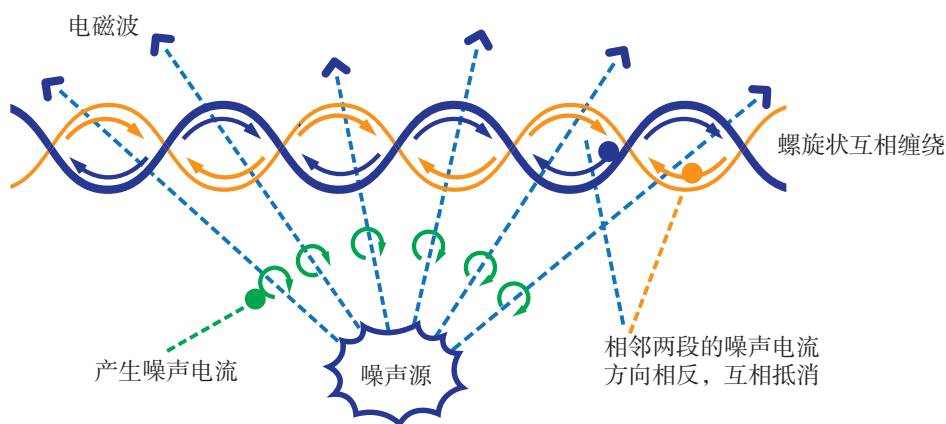 电磁波
螺旋状互相缠绕
产生噪声电流
噪声源
相邻两段的噪声电流
方向相反，互相抵消